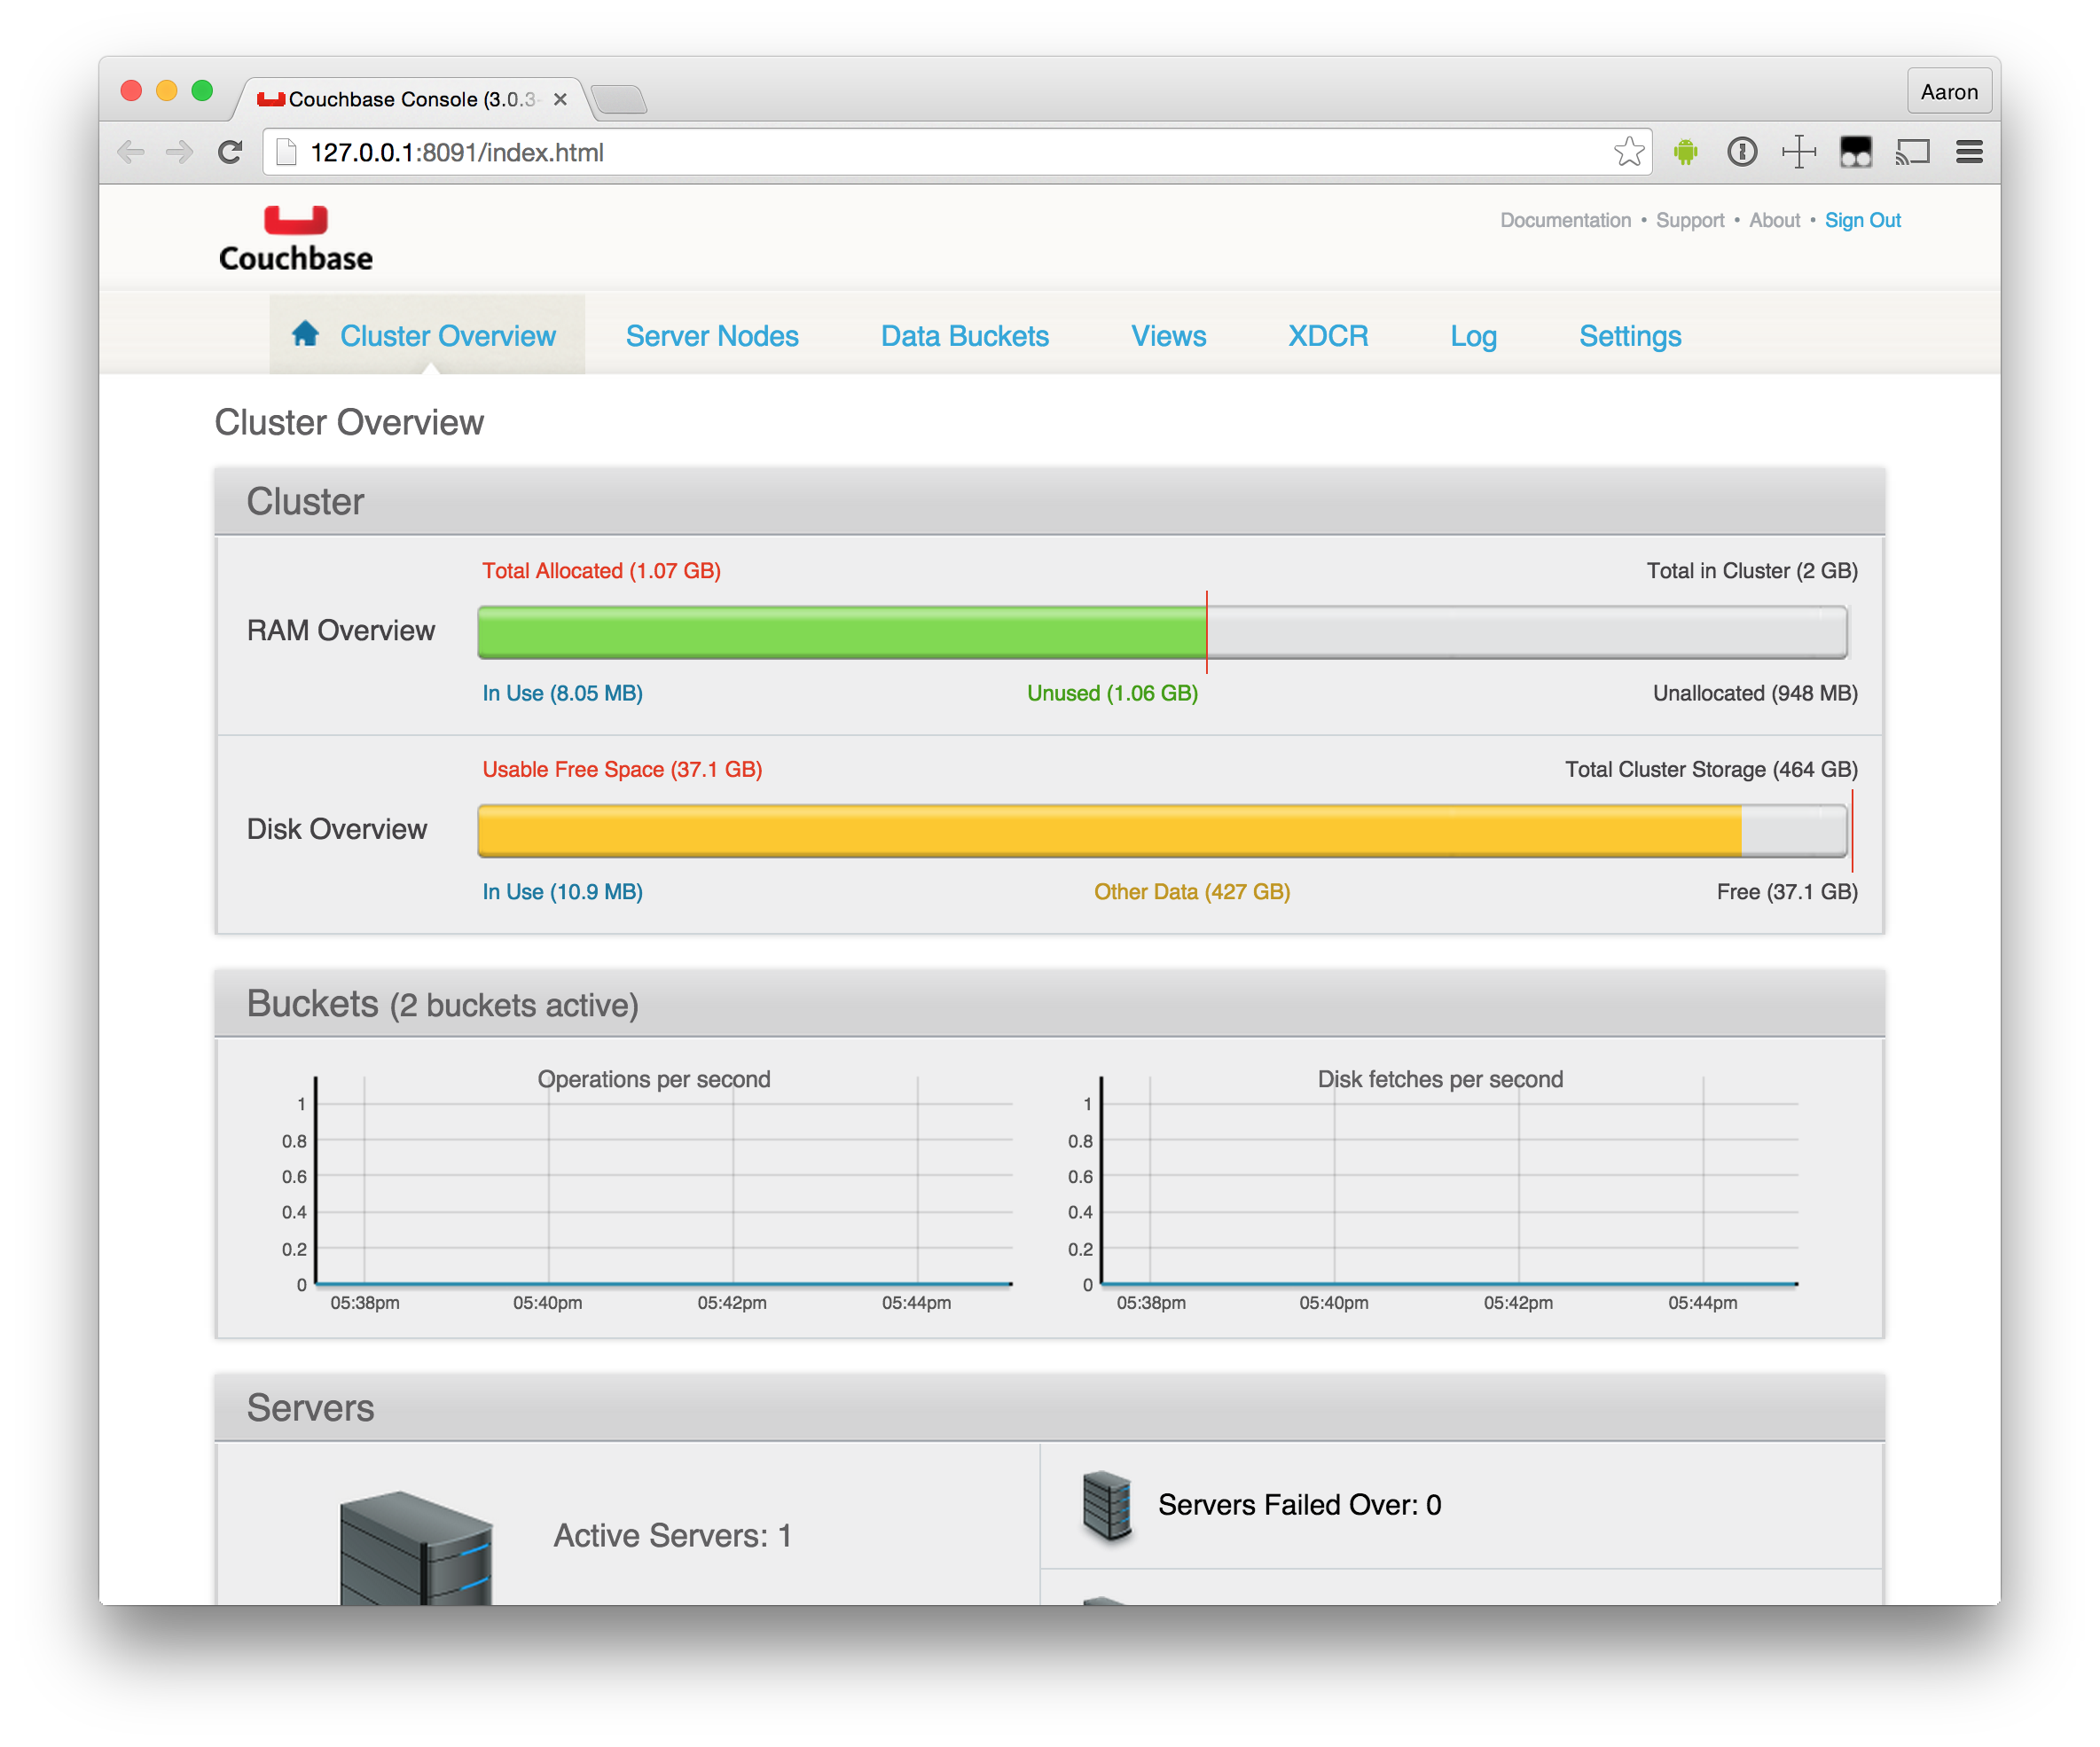 Couchbase Console (3.0.3-
Aaron
127.0.0.1:8091/index.html
Couchbase
Documentation • Support • About • Sign Out
Cluster Overview Server Nodes Data Buckets Views XDCR Log Settings
Cluster Overview
Cluster
Total Allocated (1.07 GB) Total in Cluster (2 GB)
RAM Overview
In Use (8.05 MB) Unused (1.06 GB) Unallocated (948 MB)
Usable Free Space (37.1 GB) Total Cluster Storage (464 GB)
Disk Overview
In Use (10.9 MB) Other Data (427 GB) Free (37.1 GB)
Buckets (2 buckets active)
Operations per second
1
0.8
0.6
0.4
0.2
0
05:38pm 05:40pm 05:42pm 05:44pm
Disk fetches per second
1
0.8
0.6
0.4
0.2
0
05:38pm 05:40pm 05:42pm 05:44pm
Servers
Active Servers: 1
Servers Failed Over: 0